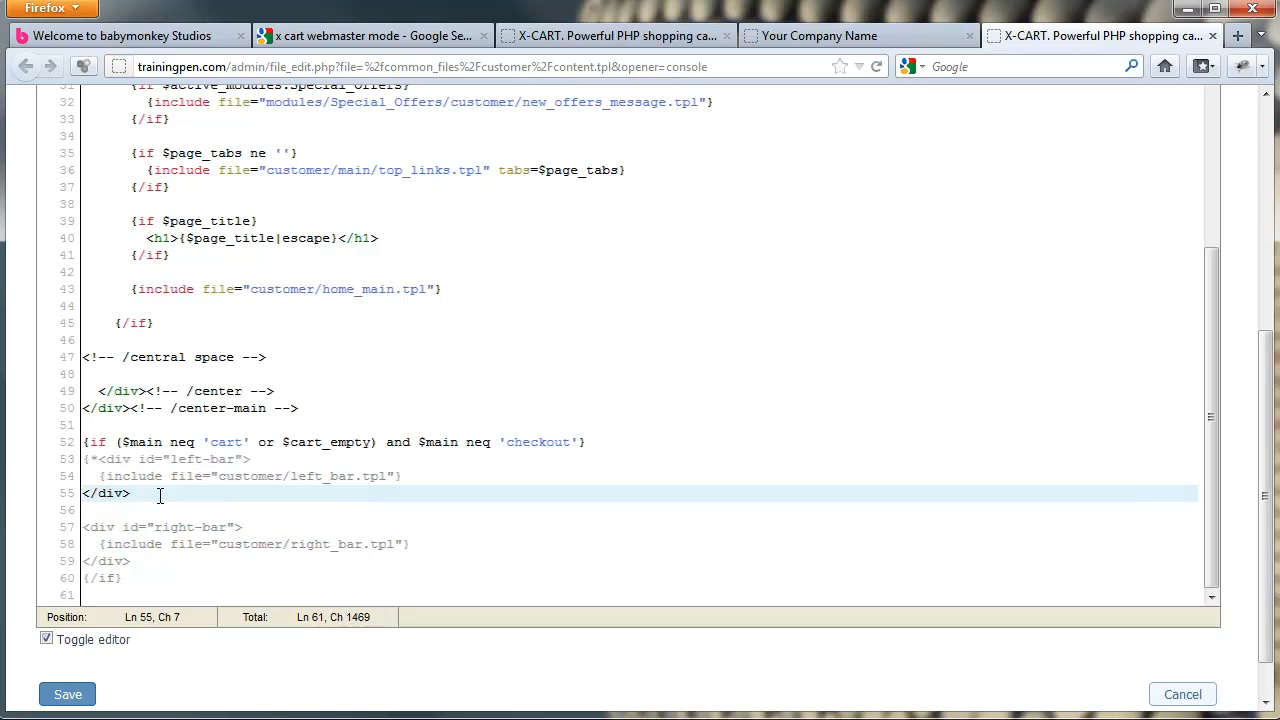 Firefox
Welcome to babymonkey Studios
x cart webmaster mode - Google Se...
X-CART. Powerful PHP shopping ca...
Your Company Name
X-CART. Powerful PHP shopping ca...
trainingpen.com/admin/file_edit.php?file=%2fcommon_files%2Fcustomer%2Fcontent.tpl&opener=console
Google
31 {if $active_modules.Special_Offers}
32 {include file="modules/Special_Offers/customer/new_offers_message.tpl"}
33 {/if}
34
35 {if $page_tabs ne ''}
36 {include file="customer/main/top_links.tpl" tabs=$page_tabs}
37 {/if}
38
39 {if $page_title}
40 <h1>{$page_title|escape}</h1>
41 {/if}
42
43 {include file="customer/home_main.tpl"}
44
45 {/if}
46
47 <!-- /central space -->
48
49 </div><!-- /center -->
50 </div><!-- /center-main -->
51
52 {if ($main neq 'cart' or $cart_empty) and $main neq 'checkout'}
53 {*<div id="left-bar">
54 {include file="customer/left_bar.tpl"}
55 </div>
56
57 <div id="right-bar">
58 {include file="customer/right_bar.tpl"}
59 </div>
60 {/if}
61
Position: Ln 55, Ch 7 Total: Ln 61, Ch 1469
Toggle editor
Save
Cancel